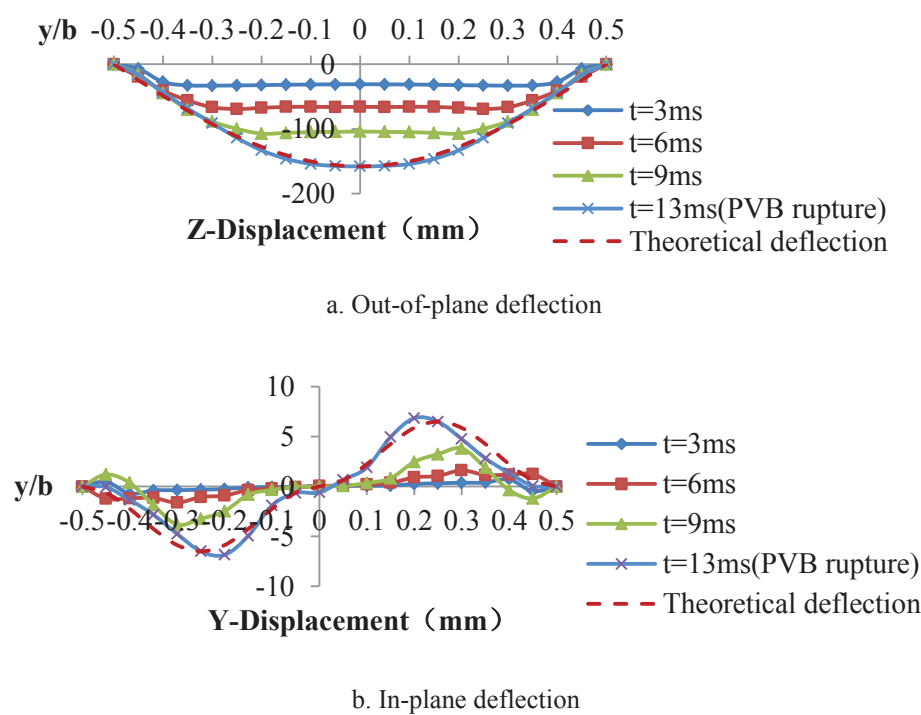 y/b -0.5 -0.4 -0.3 -0.2 -0.1 0 0.1 0.2 0.3 0.4 0.5
0
-100
-200
Z-Displacement（mm）
t=3ms
t=6ms
t=9ms
t=13ms(PVB rupture)
Theoretical deflection
a. Out-of-plane deflection
10
5
0
-5
-10
y/b
-0.5 -0.4 -0.3 -0.2 -0.1 0 0.1 0.2 0.3 0.4 0.5
Y-Displacement（mm）
t=3ms
t=6ms
t=9ms
t=13ms(PVB rupture)
Theoretical deflection
b. In-plane deflection